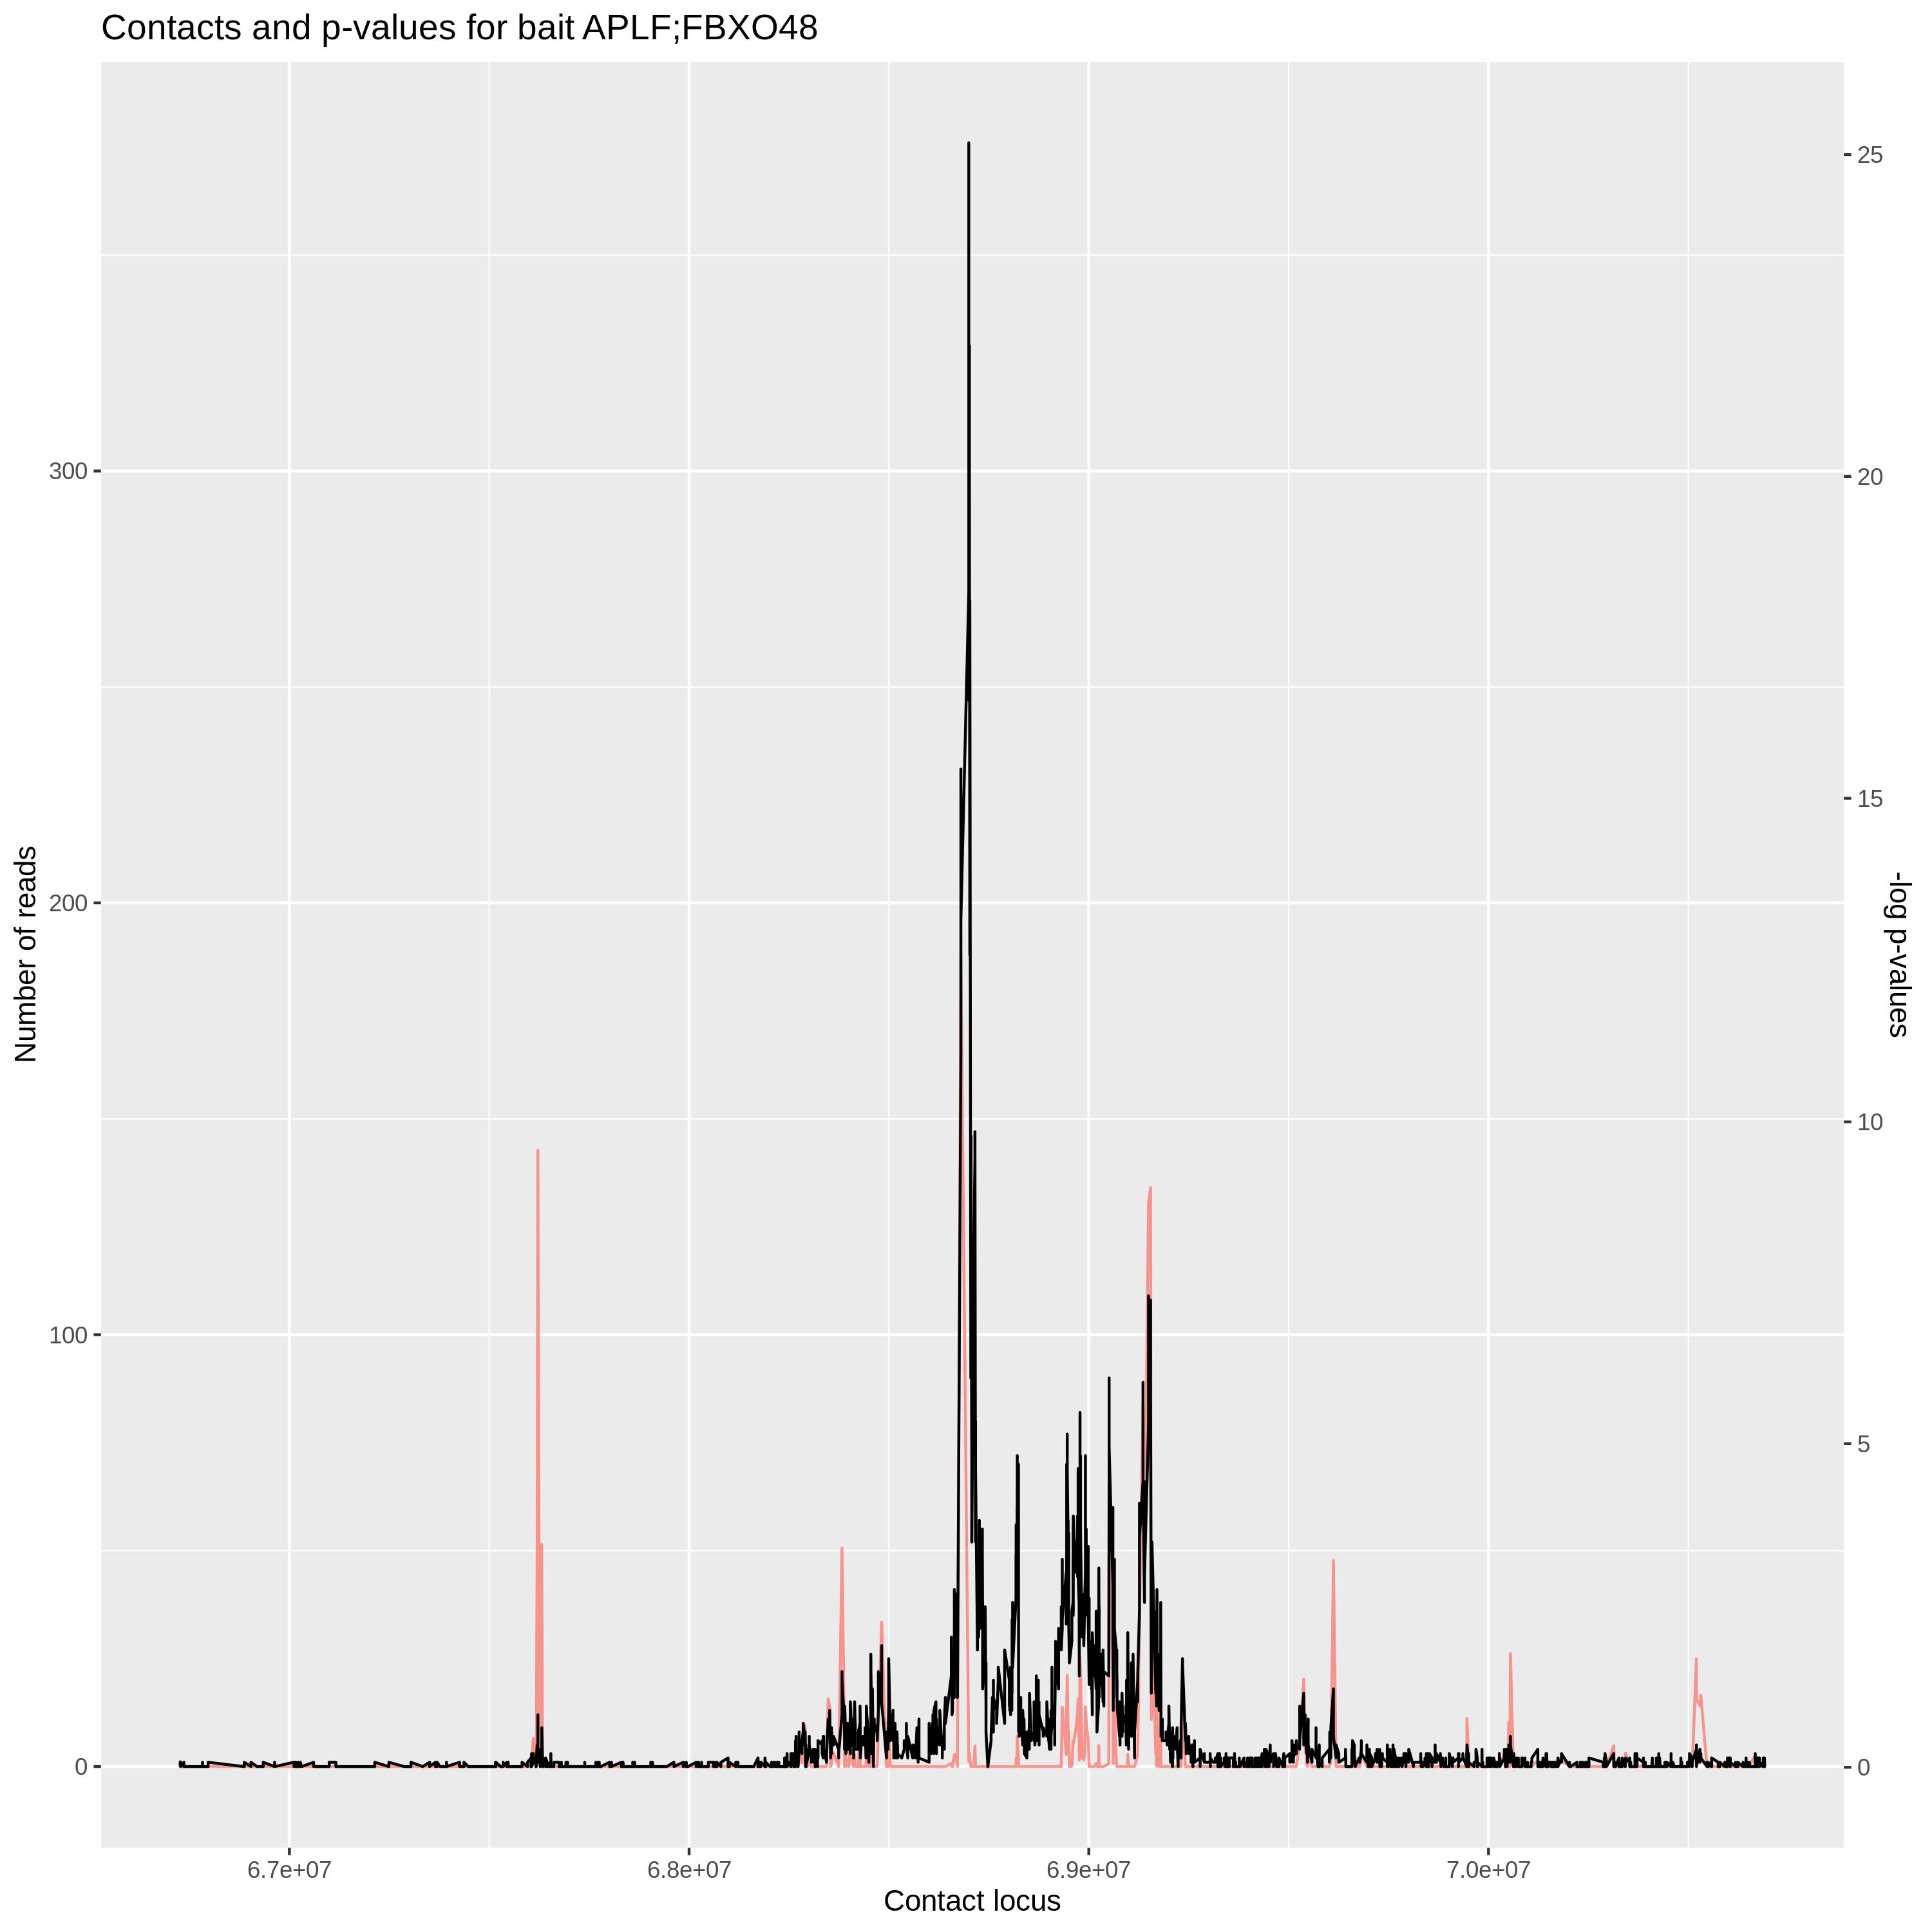 Contacts and p-values for bait APLF;FBXO48
Number of reads
300
200
100
0
25
20
15
10
5
0
-log p-values
6.7e+07
6.8e+07
6.9e+07
7.0e+07
Contact locus